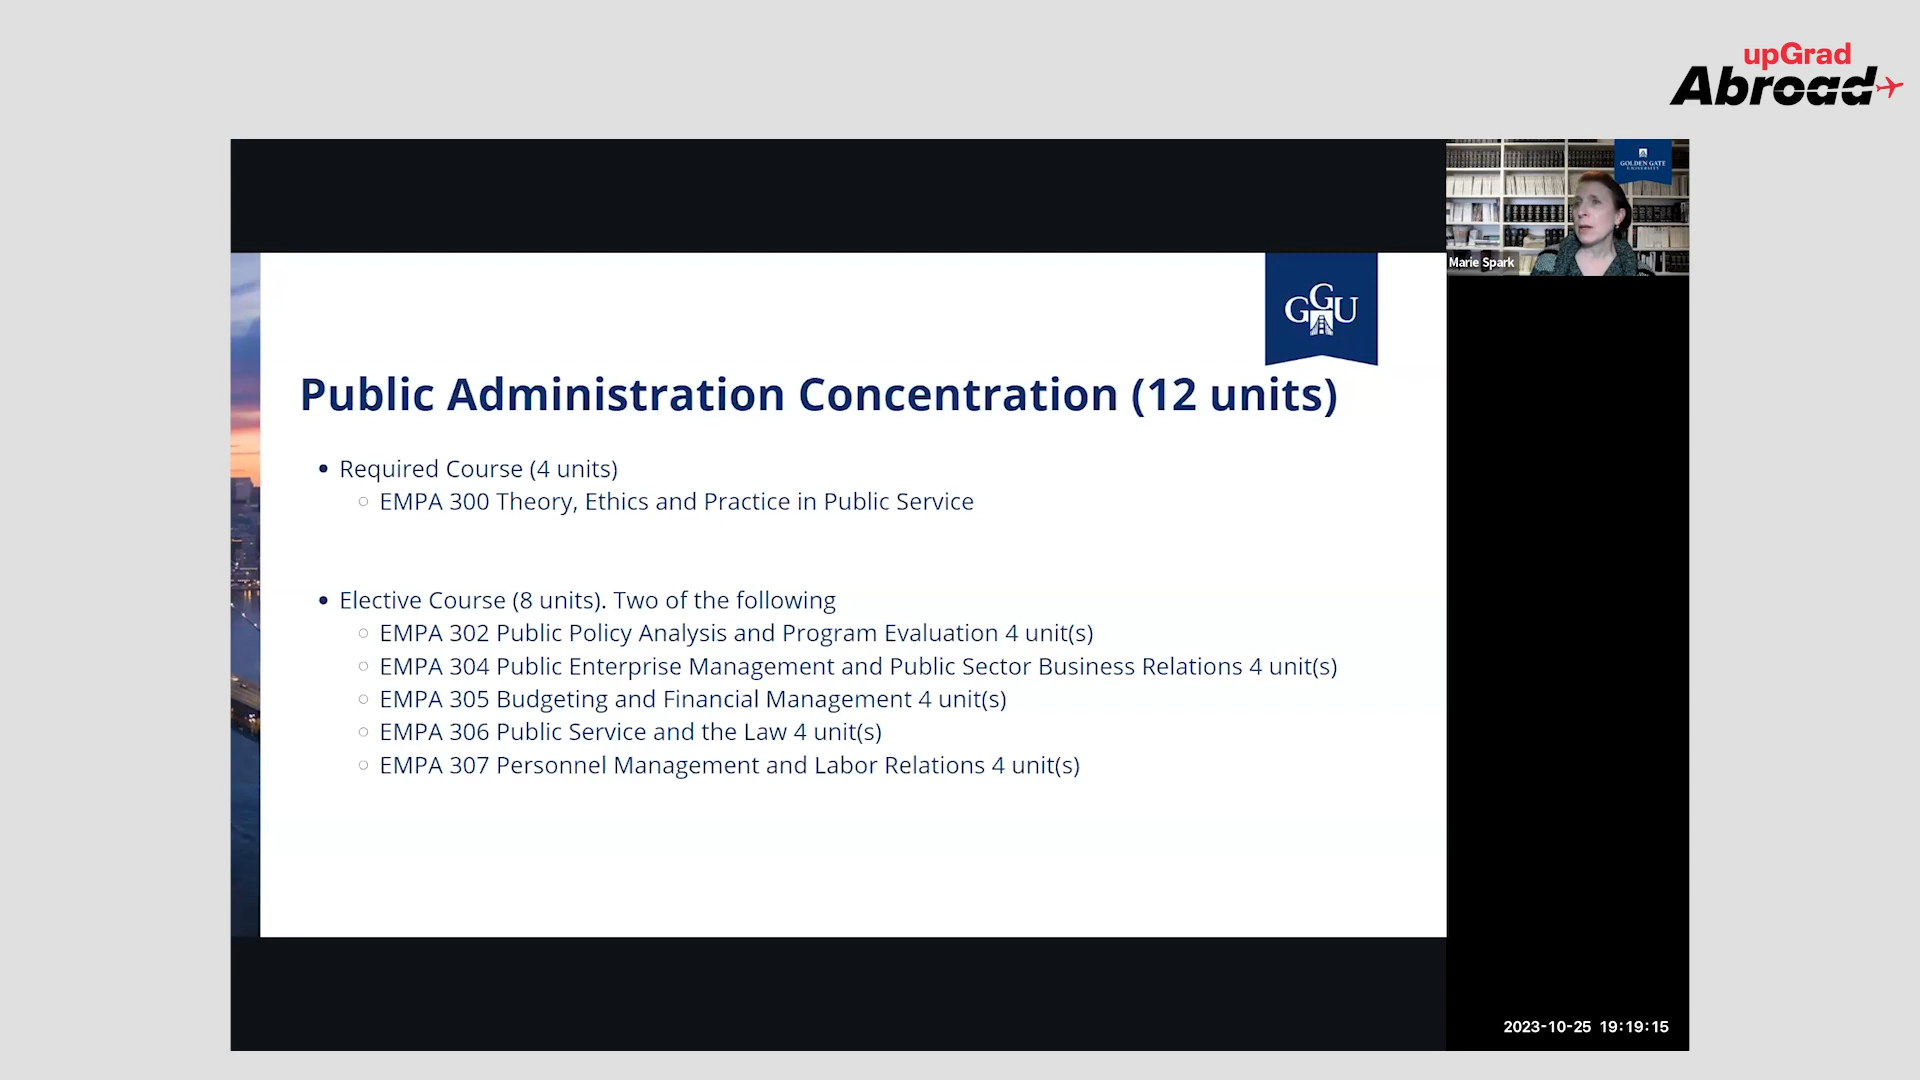 upGrad
Abroad
GOLDEN GATE
UNIVERSITY
Marie Spark
GGU
Public Administration Concentration (12 units)
• Required Course (4 units)
○ EMPA 300 Theory, Ethics and Practice in Public Service
• Elective Course (8 units). Two of the following
○ EMPA 302 Public Policy Analysis and Program Evaluation 4 unit(s)
○ EMPA 304 Public Enterprise Management and Public Sector Business Relations 4 unit(s)
○ EMPA 305 Budgeting and Financial Management 4 unit(s)
○ EMPA 306 Public Service and the Law 4 unit(s)
○ EMPA 307 Personnel Management and Labor Relations 4 unit(s)
2023-10-25 19:19:15